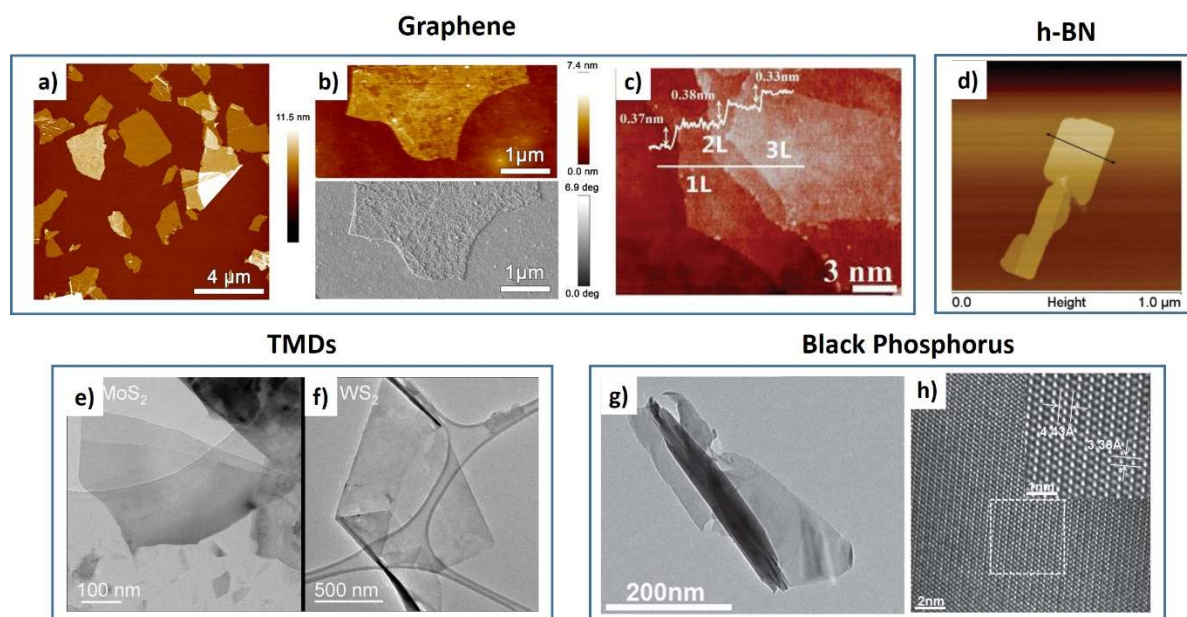 Graphene
h-BN
a)
11.5 nm
4 µm
b)
7.4 nm
1µm
0.0 nm
6.9 deg
1µm
0.0 deg
c)
0.37nm
0.38nm
0.33nm
2L
3L
1L
3 nm
d)
0.0 Height 1.0 µm
TMDs
Black Phosphorus
e) MoS₂
100 nm
f) WS₂
500 nm
g)
200nm
h)
4.43Å
3.36Å
1nm
2nm